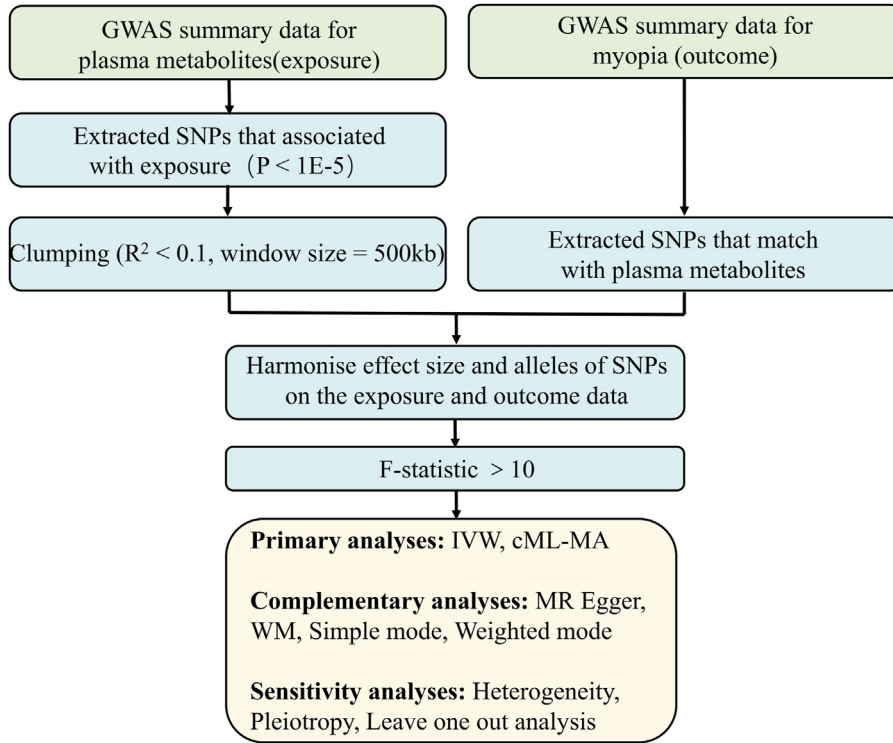 GWAS summary data for
plasma metabolites(exposure)
GWAS summary data for
myopia (outcome)
Extracted SNPs that associated
with exposure（P < 1E-5）
Clumping (R² < 0.1, window size = 500kb)
Extracted SNPs that match
with plasma metabolites
Harmonise effect size and alleles of SNPs
on the exposure and outcome data
F-statistic > 10
Primary analyses: IVW, cML-MA
Complementary analyses: MR Egger,
WM, Simple mode, Weighted mode
Sensitivity analyses: Heterogeneity,
Pleiotropy, Leave one out analysis